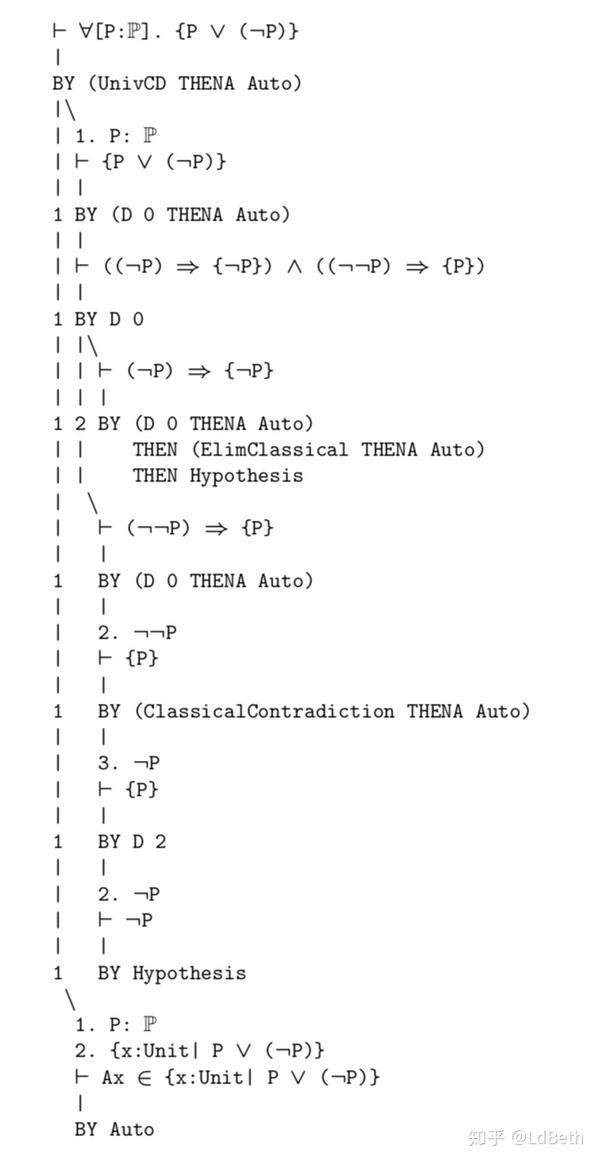 ⊢ ∀[P:ℙ]. {P ∨ (¬P)}
|
BY (UnivCD THENA Auto)
|\
| 1. P: ℙ
| ⊢ {P ∨ (¬P)}
| |
1 BY (D 0 THENA Auto)
| |
| ⊢ ((¬P) ⇒ {¬P}) ∧ ((¬¬P) ⇒ {P})
| |
1 BY D 0
| |\
| | ⊢ (¬P) ⇒ {¬P}
| | |
1 2 BY (D 0 THENA Auto)
| |    THEN (ElimClassical THENA Auto)
| |    THEN Hypothesis
|  \
|   ⊢ (¬¬P) ⇒ {P}
|   |
1   BY (D 0 THENA Auto)
|   |
|   2. ¬¬P
|   ⊢ {P}
|   |
1   BY (ClassicalContradiction THENA Auto)
|   |
|   3. ¬P
|   ⊢ {P}
|   |
1   BY D 2
|   |
|   2. ¬P
|   ⊢ ¬P
|   |
1   BY Hypothesis
 \
  1. P: ℙ
  2. {x:Unit| P ∨ (¬P)}
  ⊢ Ax ∈ {x:Unit| P ∨ (¬P)}
  |
  BY Auto
知乎 @LdBeth